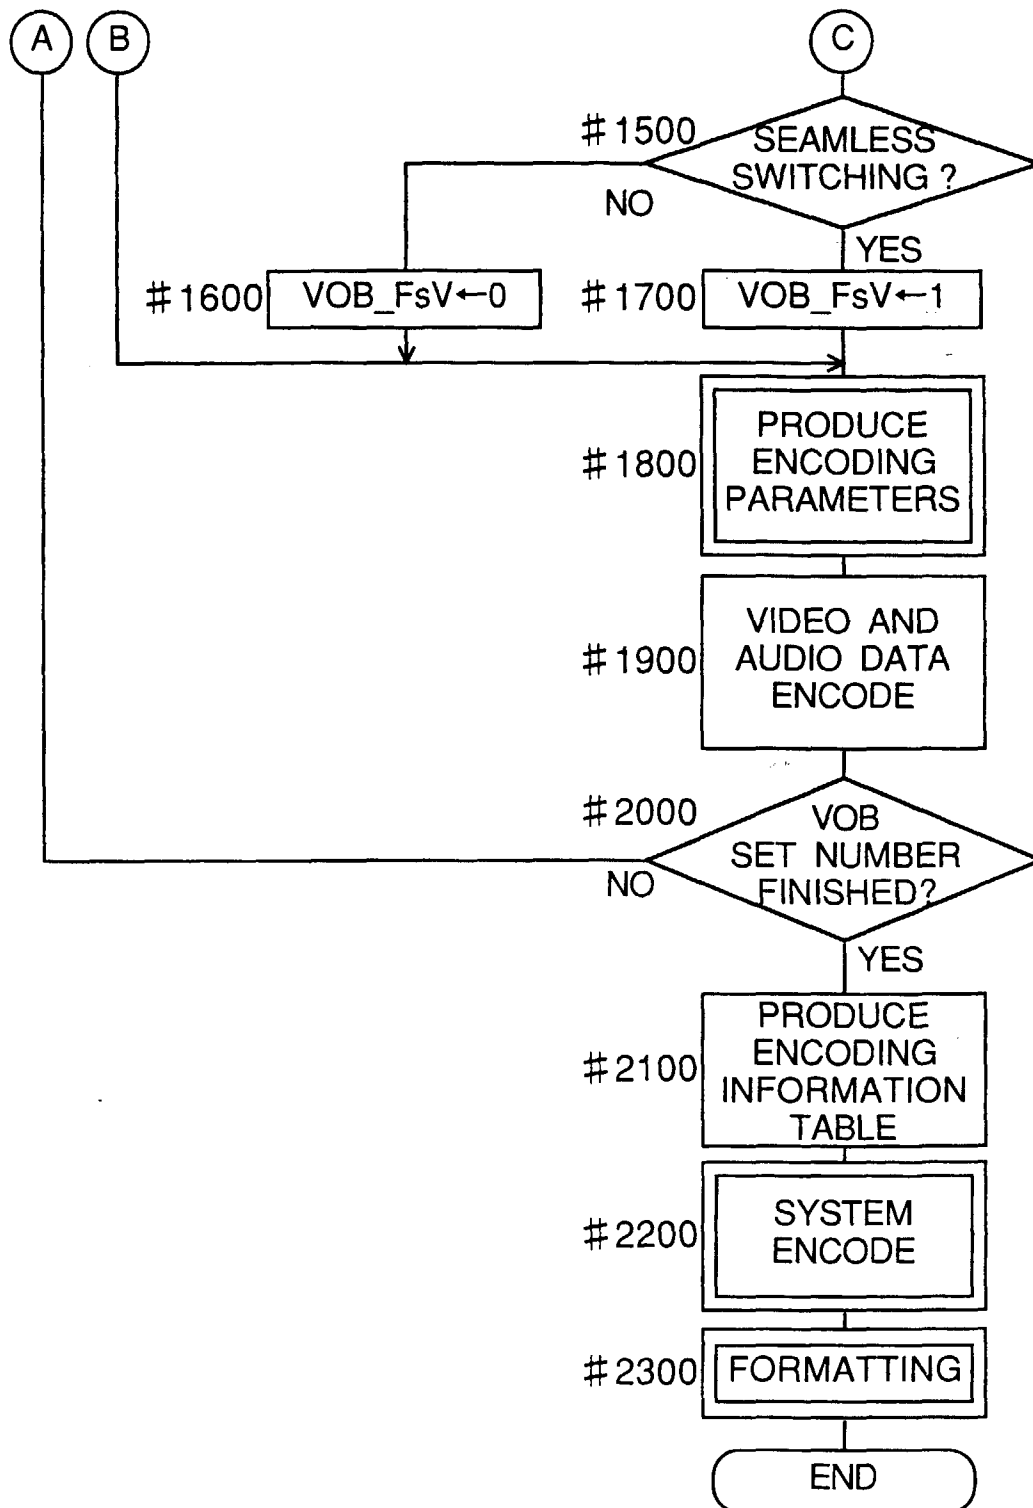 A B C
#1500
SEAMLESS
SWITCHING ?
NO
YES
#1600 VOB_FsV←0
#1700 VOB_FsV←1
#1800
PRODUCE
ENCODING
PARAMETERS
#1900
VIDEO AND
AUDIO DATA
ENCODE
#2000
VOB
SET NUMBER
FINISHED?
NO
YES
#2100
PRODUCE
ENCODING
INFORMATION
TABLE
#2200
SYSTEM
ENCODE
#2300 FORMATTING
END